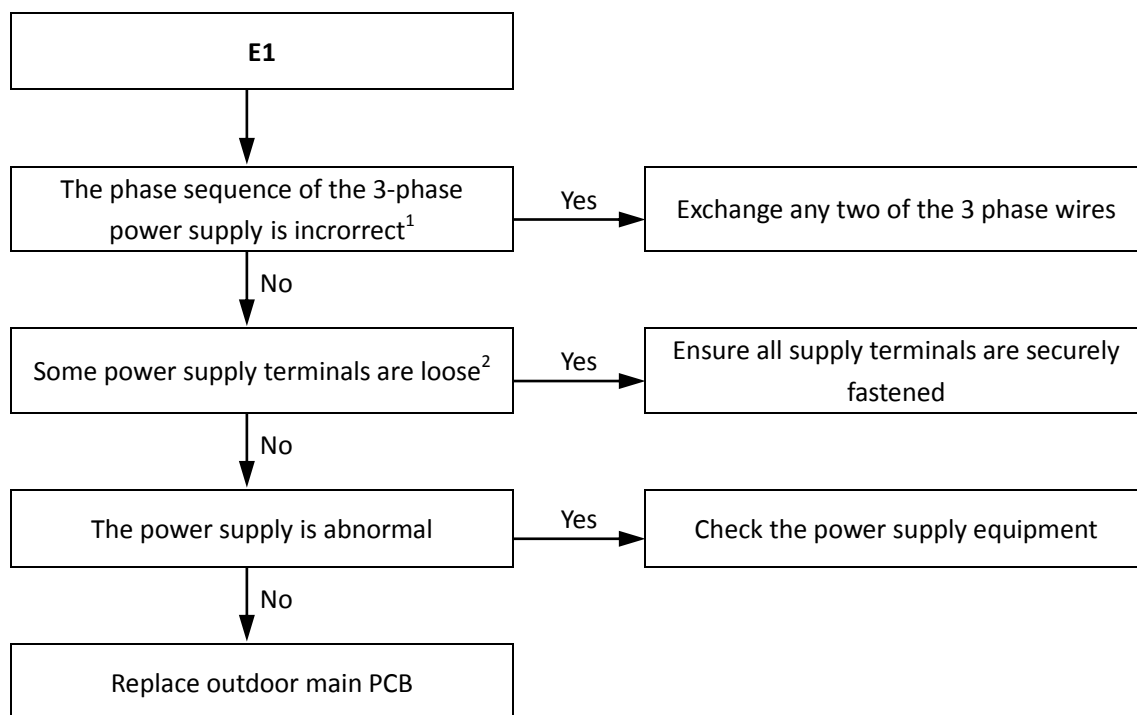 E1
The phase sequence of the 3-phase
power supply is incrorrect¹
Yes
Exchange any two of the 3 phase wires
No
Some power supply terminals are loose²
Yes
Ensure all supply terminals are securely
fastened
No
The power supply is abnormal
Yes
Check the power supply equipment
No
Replace outdoor main PCB